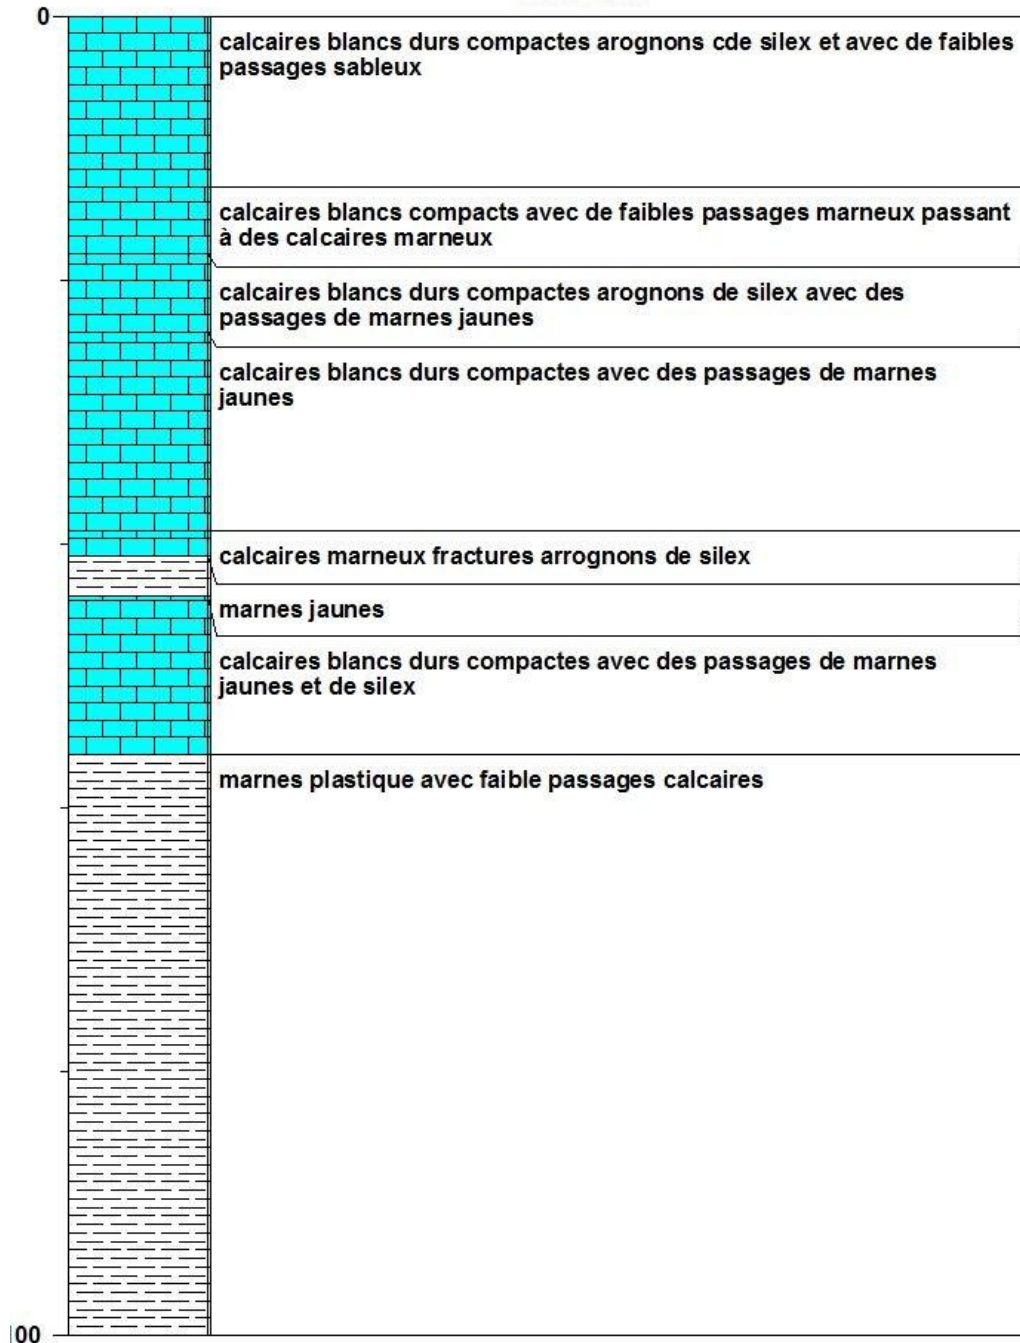 0
calcaires blancs durs compactes arognons cde silex et avec de faibles
passages sableux
calcaires blancs compacts avec de faibles passages marneux passant
à des calcaires marneux
calcaires blancs durs compactes arognons de silex avec des
passages de marnes jaunes
calcaires blancs durs compactes avec des passages de marnes
jaunes
calcaires marneux fractures arrognons de silex
marnes jaunes
calcaires blancs durs compactes avec des passages de marnes
jaunes et de silex
marnes plastique avec faible passages calcaires
00